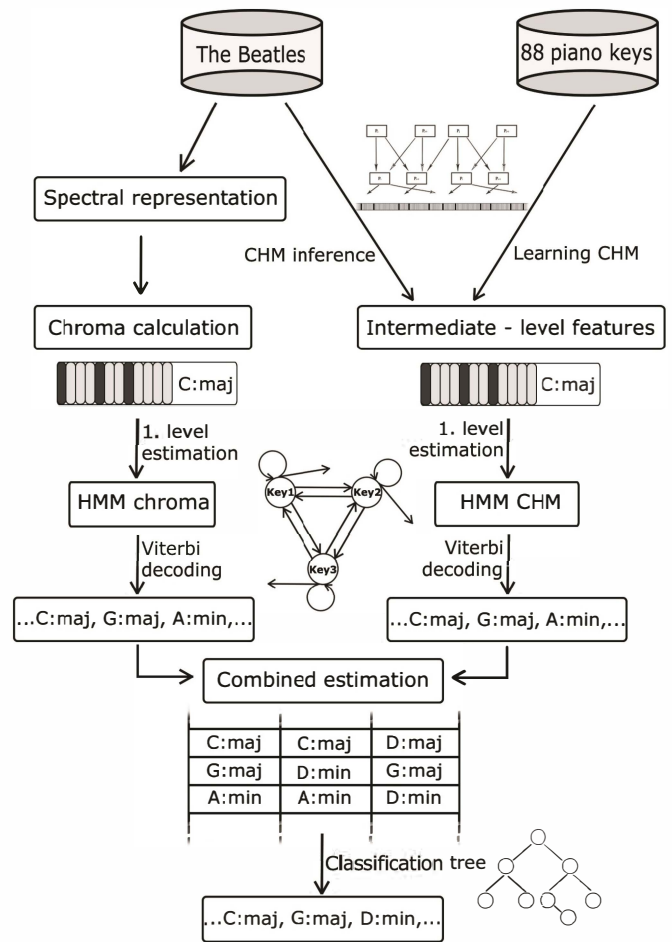 The Beatles
88 piano keys
Spectral representation
CHM inference
Learning CHM
Chroma calculation
Intermediate - level features
C:maj
C:maj
1. level
estimation
1. level
estimation
HMM chroma
Key1
Key2
Key3
HMM CHM
Viterbi
decoding
Viterbi
decoding
...C:maj, G:maj, A:min,...
...C:maj, G:maj, A:min,...
Combined estimation
C:maj C:maj D:maj
G:maj D:min G:maj
A:min A:min D:min
Classification tree
...C:maj, G:maj, D:min,...